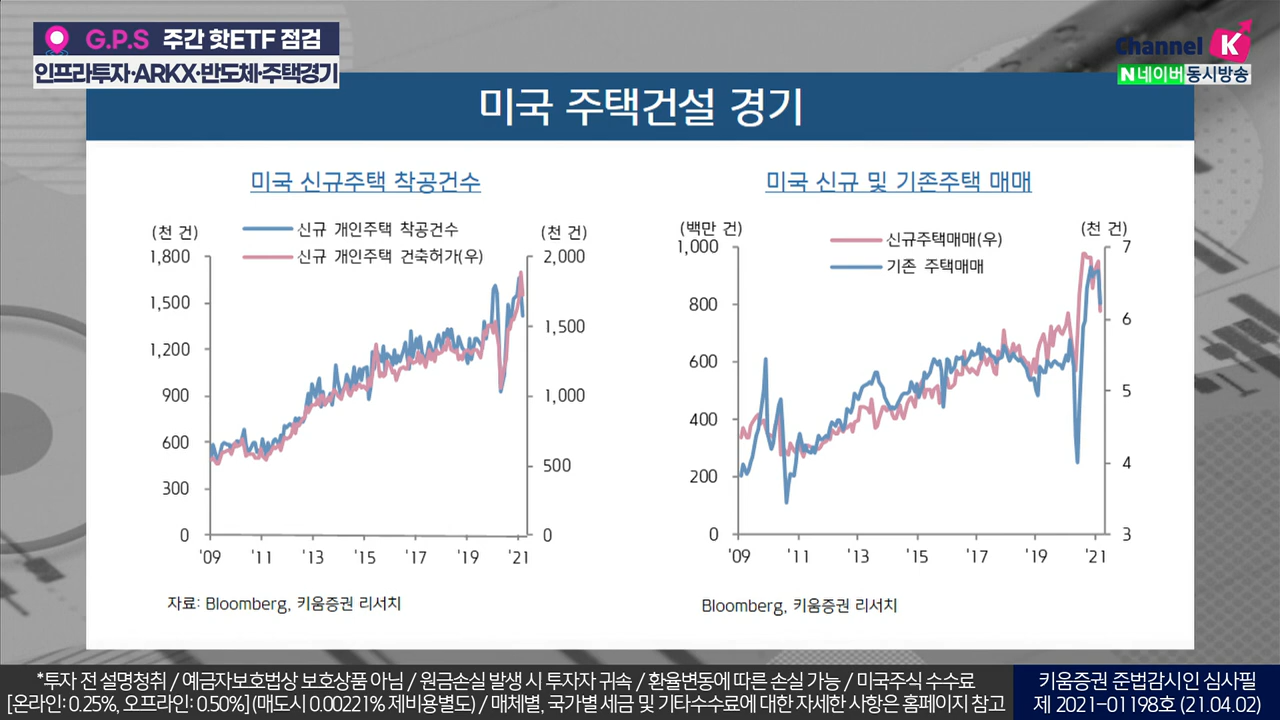 G.P.S 주간 핫ETF 점검
인프라투자·ARKX·반도체·주택경기
Channel K
N 네이버 동시방송
미국 주택건설 경기
미국 신규주택 착공건수
(천 건)
(천 건)
신규 개인주택 착공건수
신규 개인주택 건축허가(우)
1,800
1,500
1,200
900
600
300
0
2,000
1,500
1,000
500
0
'09 '11 '13 '15 '17 '19 '21
자료: Bloomberg, 키움증권 리서치
미국 신규 및 기존주택 매매
(백만 건)
(천 건)
신규주택매매(우)
기존 주택매매
1,000
800
600
400
200
0
7
6
5
4
3
'09 '11 '13 '15 '17 '19 '21
Bloomberg, 키움증권 리서치
*투자 전 설명청취 / 예금자보호법상 보호상품 아님 / 원금손실 발생 시 투자자 귀속 / 환율변동에 따른 손실 가능 / 미국주식 수수료
[온라인: 0.25%, 오프라인: 0.50%](매도시 0.00221% 제비용별도) / 매체별, 국가별 세금 및 기타수수료에 대한 자세한 사항은 홈페이지 참고
키움증권 준법감시인 심사필
제 2021-01198호 (21.04.02)